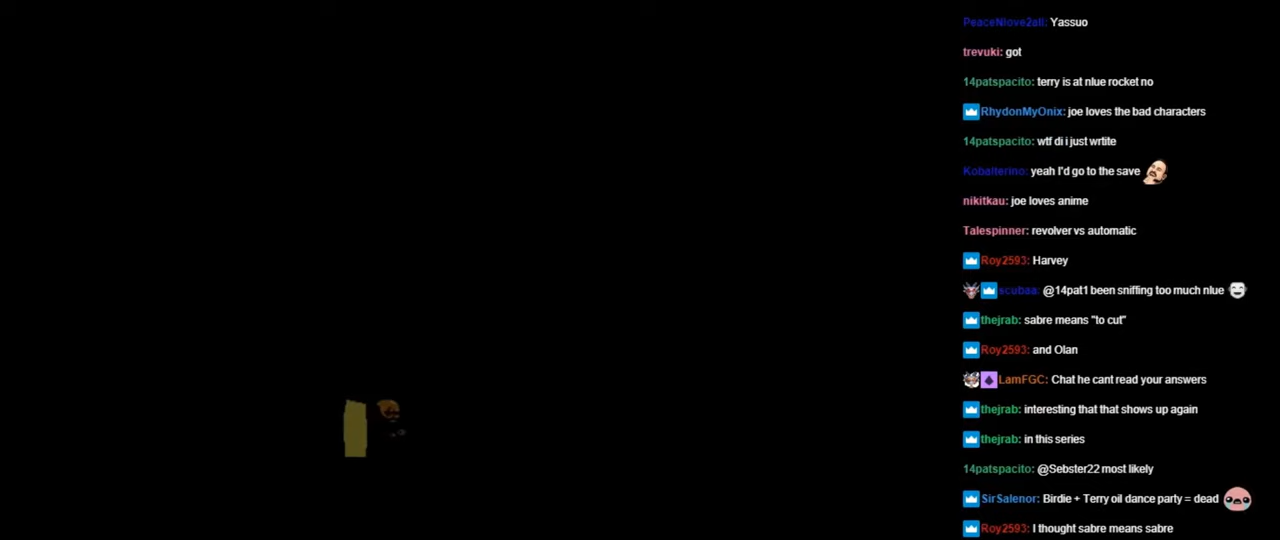 PeaceNlove2all: Yassuo
trevuki: got
14patspacito: terry is at nlue rocket no
RhydonMyOnix: joe loves the bad characters
14patspacito: wtf di i just wrtite
Kobalterino: yeah I'd go to the save
nikitkau: joe loves anime
Talespinner: revolver vs automatic
Roy2593: Harvey
scubaa: @14pat1 been sniffing too much nlue
thejrab: sabre means "to cut"
Roy2593: and Olan
LamFGC: Chat he cant read your answers
thejrab: interesting that that shows up again
thejrab: in this series
14patspacito: @Sebster22 most likely
SirSalenor: Birdie + Terry oil dance party = dead
Roy2593: I thought sabre means sabre